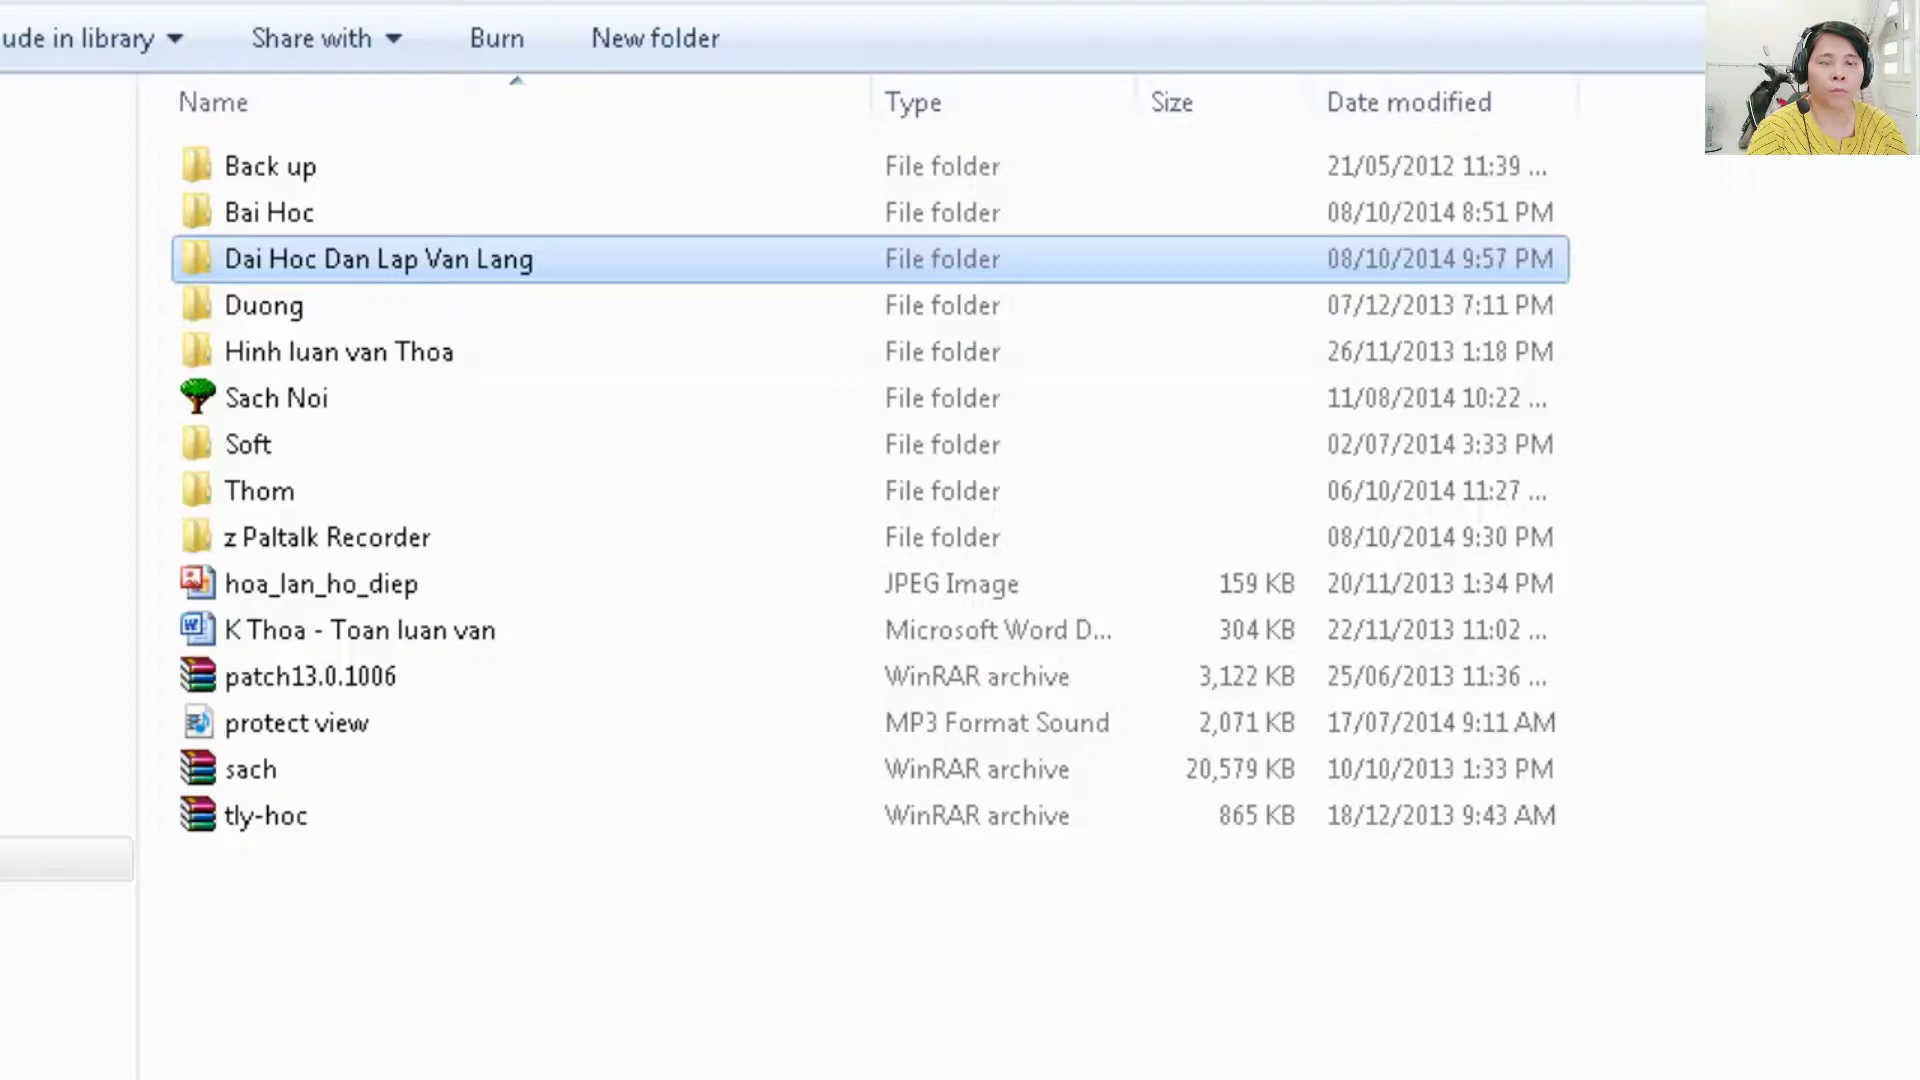 ude in library Share with Burn New folder
Name Type Size Date modified
Back up File folder 21/05/2012 11:39 ...
Bai Hoc File folder 08/10/2014 8:51 PM
Dai Hoc Dan Lap Van Lang File folder 08/10/2014 9:57 PM
Duong File folder 07/12/2013 7:11 PM
Hinh luan van Thoa File folder 26/11/2013 1:18 PM
Sach Noi File folder 11/08/2014 10:22 ...
Soft File folder 02/07/2014 3:33 PM
Thom File folder 06/10/2014 11:27 ...
z Paltalk Recorder File folder 08/10/2014 9:30 PM
hoa_lan_ho_diep JPEG Image 159 KB 20/11/2013 1:34 PM
K Thoa - Toan luan van Microsoft Word D... 304 KB 22/11/2013 11:02 ...
patch13.0.1006 WinRAR archive 3,122 KB 25/06/2013 11:36 ...
protect view MP3 Format Sound 2,071 KB 17/07/2014 9:11 AM
sach WinRAR archive 20,579 KB 10/10/2013 1:33 PM
tly-hoc WinRAR archive 865 KB 18/12/2013 9:43 AM